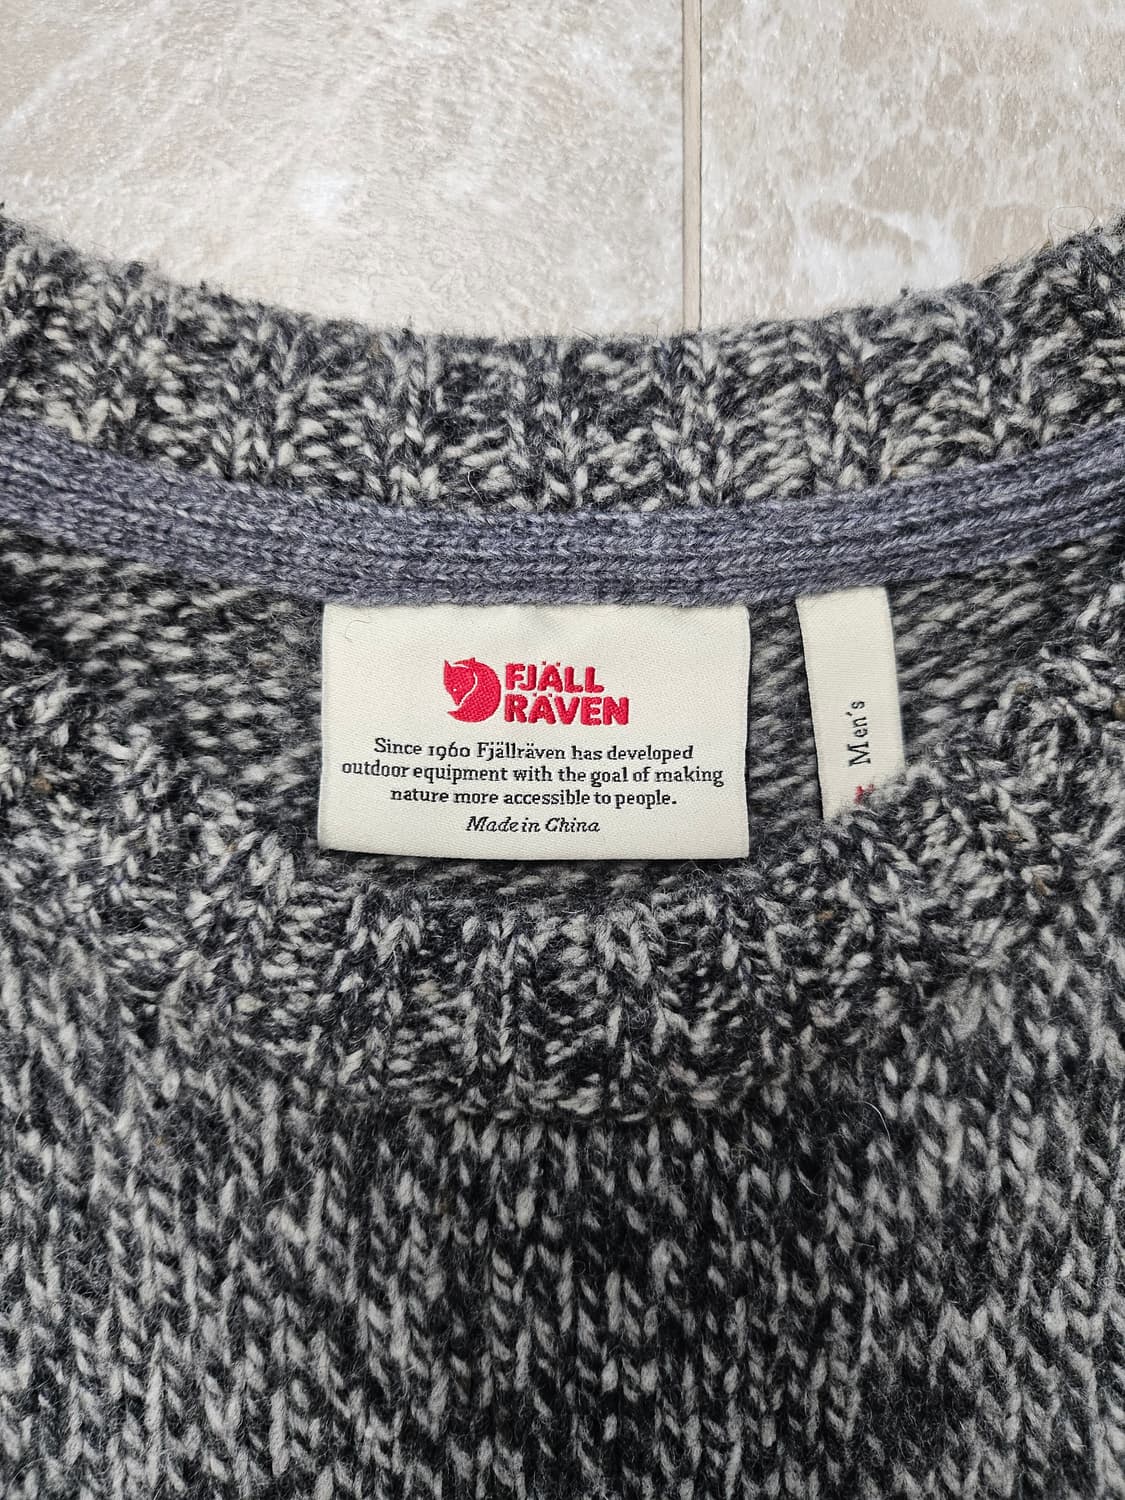 FJÄLL
RÄVEN
Since 1960 Fjällräven has developed
outdoor equipment with the goal of making
nature more accessible to people.
Made in China
Men's